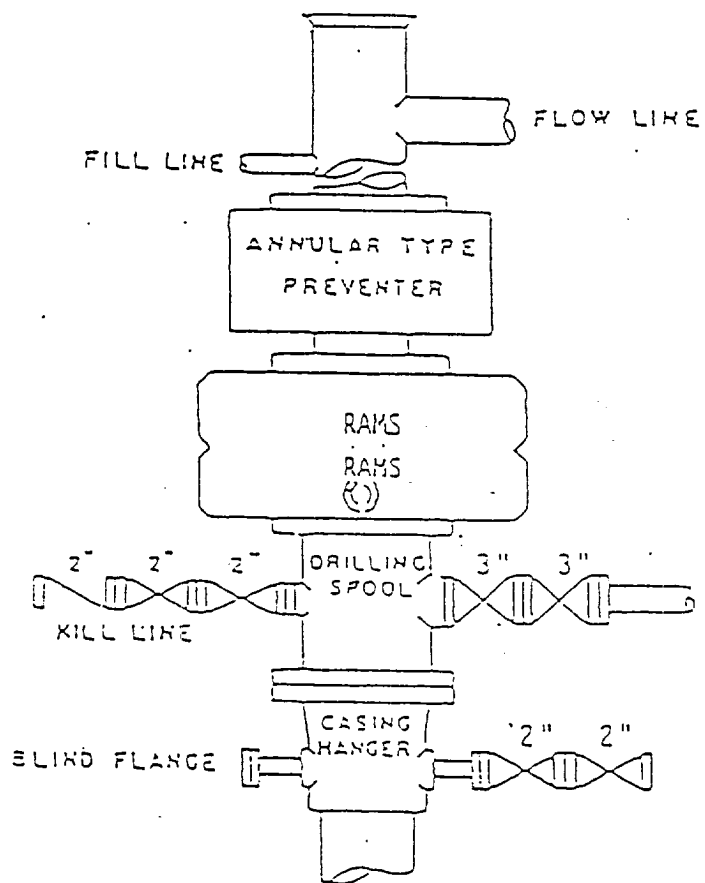 FLOW LINE
FILL LINE
ANNULAR TYPE
PREVENTER
RAMS
RAMS
2" 2" 2"
DRILLING
SPOOL
3" 3"
KILL LINE
CASING
HANGER
2" 2"
BLIND FLANGE